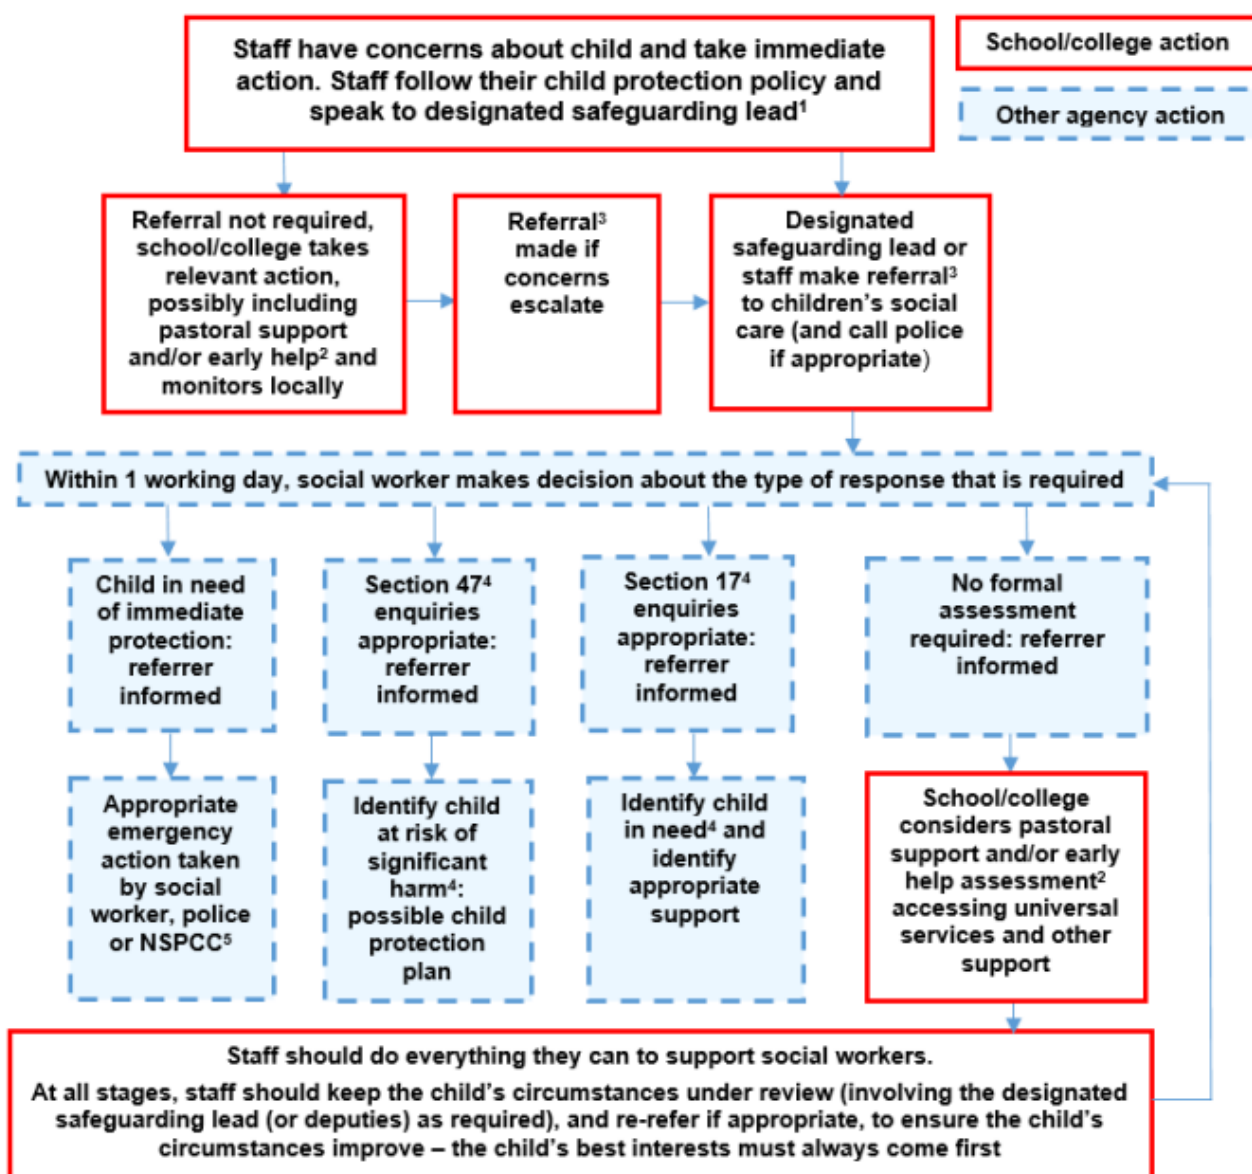 Staff have concerns about child and take immediate
action. Staff follow their child protection policy and
speak to designated safeguarding lead¹
School/college action
Other agency action
Referral not required,
school/college takes
relevant action,
possibly including
pastoral support
and/or early help² and
monitors locally
Referral³
made if
concerns
escalate
Designated
safeguarding lead or
staff make referral³
to children's social
care (and call police
if appropriate)
Within 1 working day, social worker makes decision about the type of response that is required
Child in need
of immediate
protection:
referrer
informed
Section 47⁴
enquiries
appropriate:
referrer
informed
Section 17⁴
enquiries
appropriate:
referrer
informed
No formal
assessment
required: referrer
informed
Appropriate
emergency
action taken
by social
worker, police
or NSPCC⁵
Identify child
at risk of
significant
harm⁴:
possible child
protection
plan
Identify child
in need⁴ and
identify
appropriate
support
School/college
considers pastoral
support and/or early
help assessment²
accessing universal
services and other
support
Staff should do everything they can to support social workers.
At all stages, staff should keep the child's circumstances under review (involving the designated
safeguarding lead (or deputies) as required), and re-refer if appropriate, to ensure the child's
circumstances improve – the child's best interests must always come first